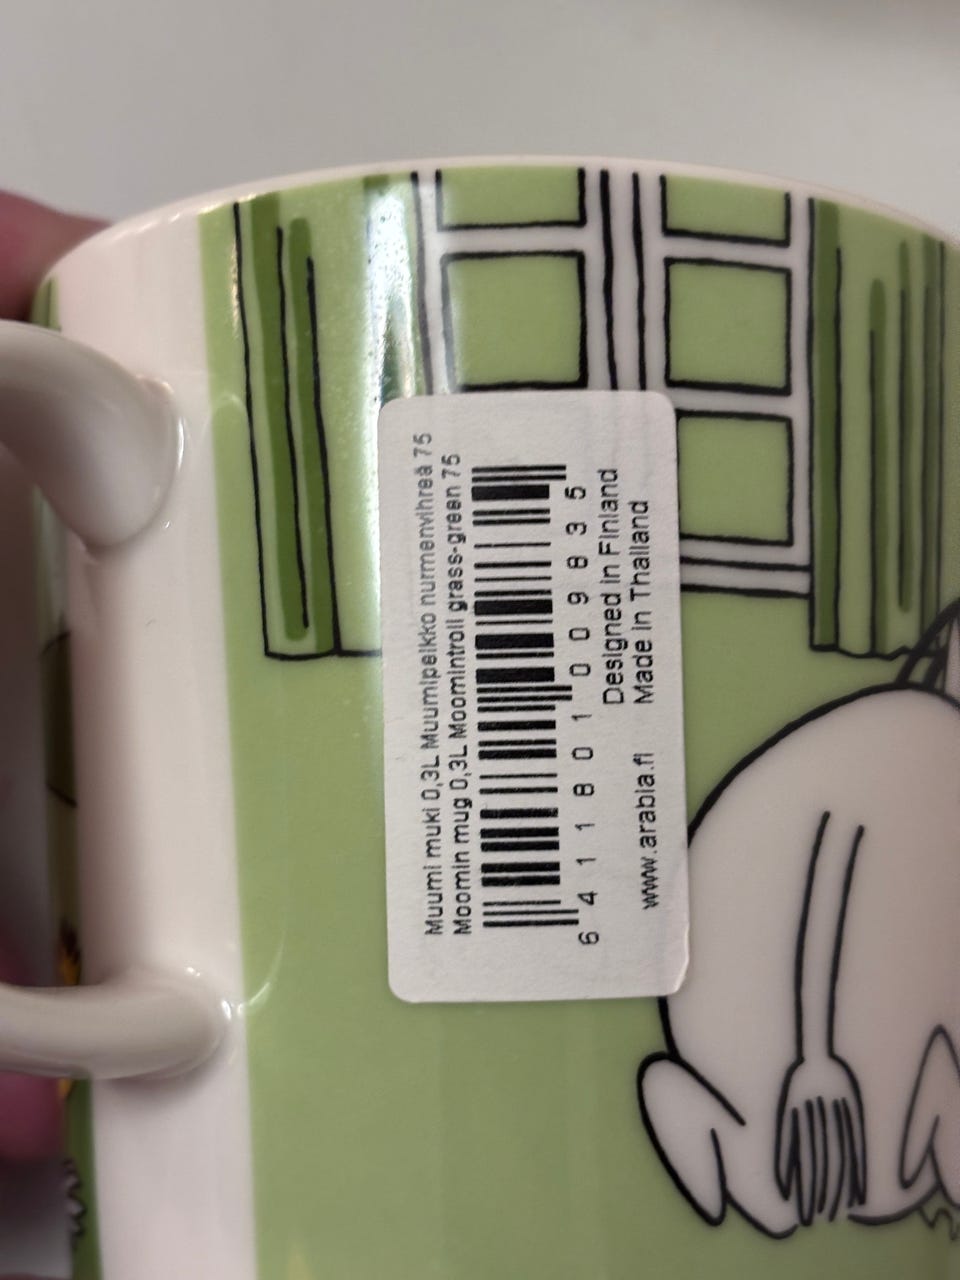 Muumi muki 0,3L Muumipeikko nurmenvihreä 75
Moomin mug 0,3L Moomintroll grass-green 75
6 411801 009835
Designed in Finland
www.arabia.fi Made in Thailand